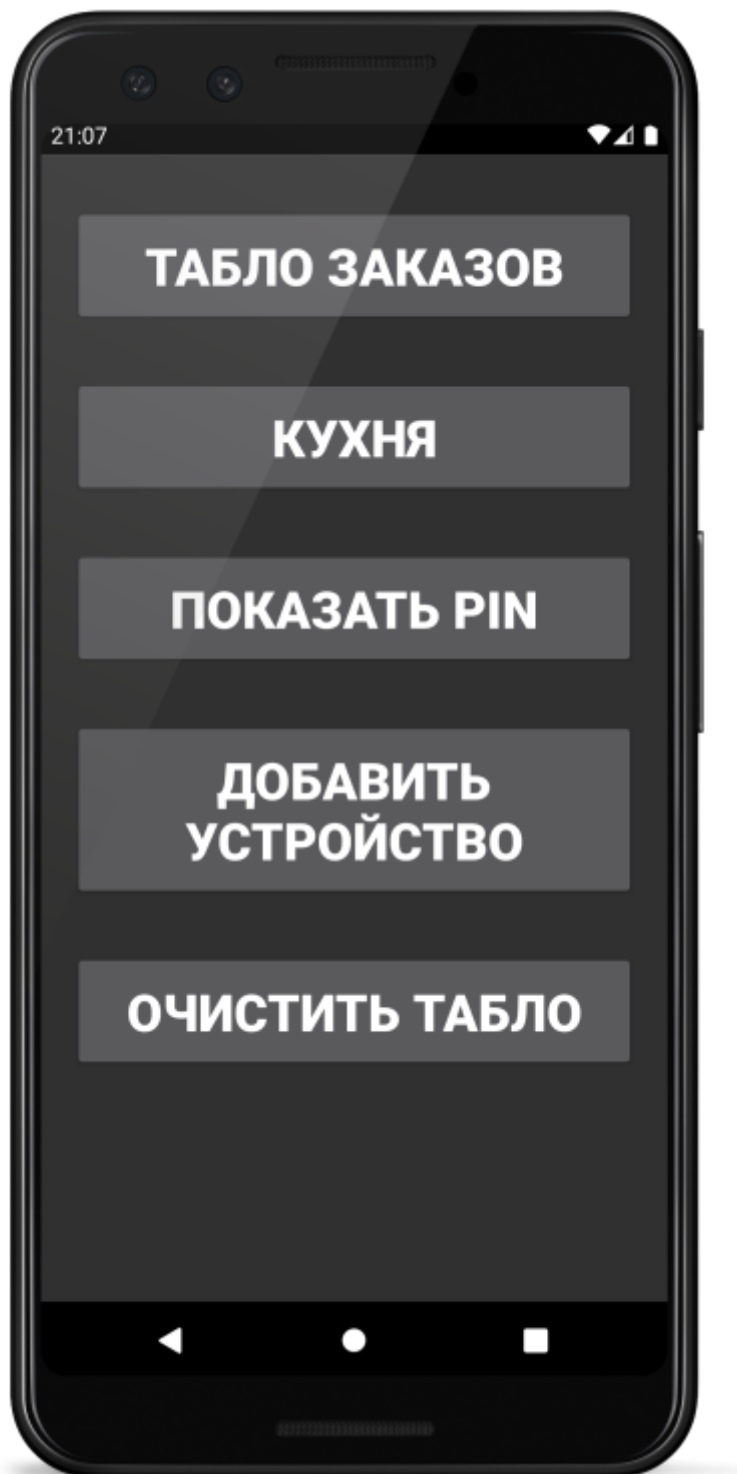 21:07
ТАБЛО ЗАКАЗОВ
КУХНЯ
ПОКАЗАТЬ PIN
ДОБАВИТЬ
УСТРОЙСТВО
ОЧИСТИТЬ ТАБЛО